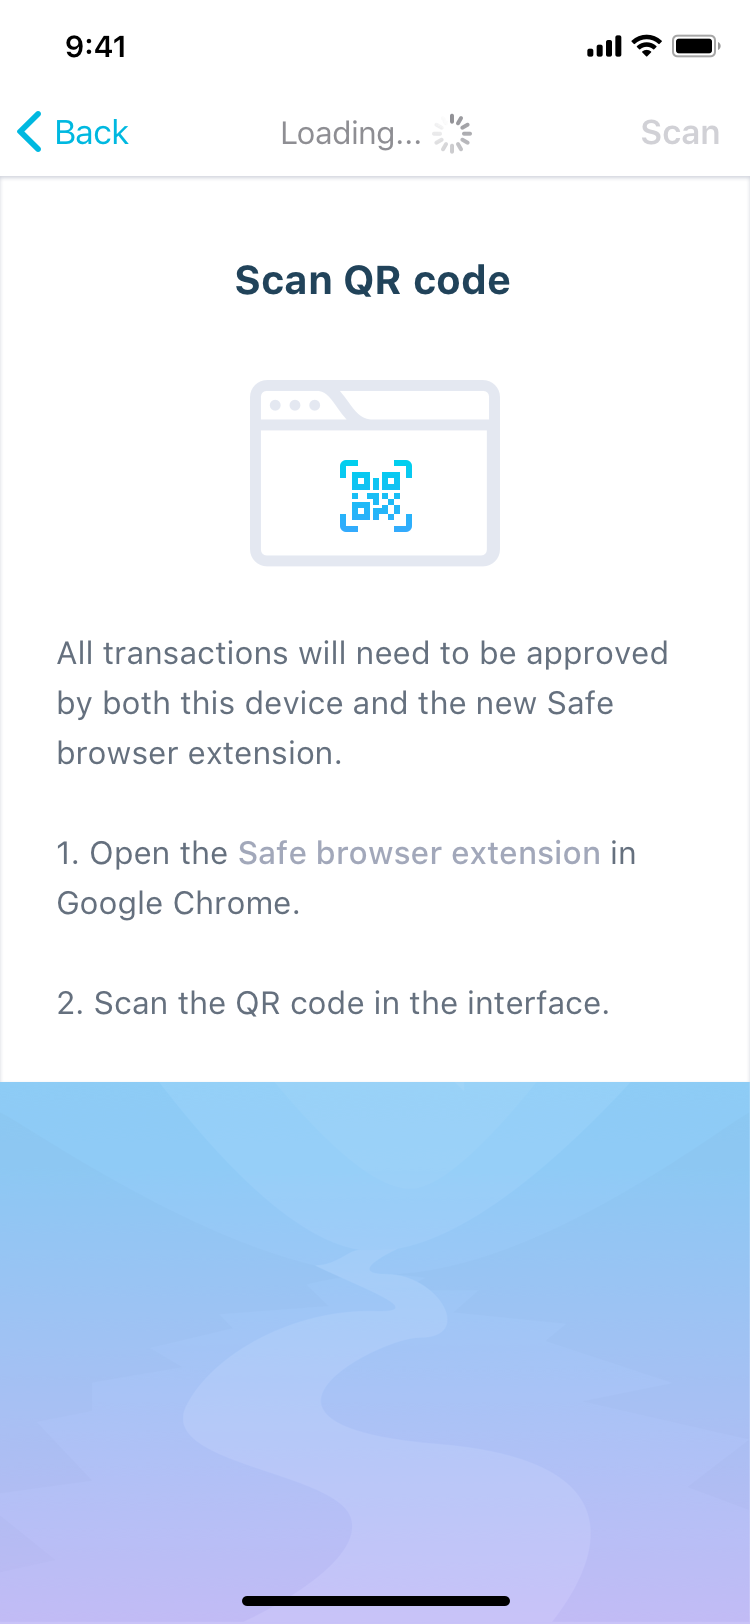 9:41
Back
Loading...
Scan
Scan QR code
All transactions will need to be approved
by both this device and the new Safe
browser extension.
1. Open the Safe browser extension in
Google Chrome.
2. Scan the QR code in the interface.